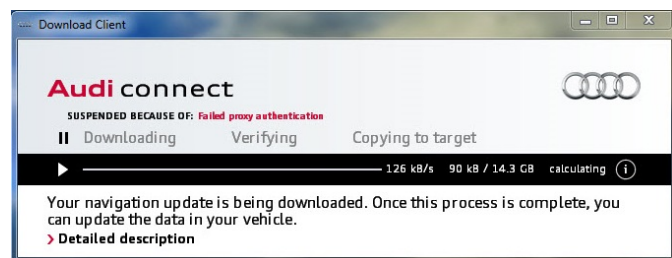 Download Client
Audi connect
SUSPENDED BECAUSE OF: Failed proxy authentication
Downloading Verifying Copying to target
126 kB/s 90 kB / 14.3 GB calculating i
Your navigation update is being downloaded. Once this process is complete, you
can update the data in your vehicle.
> Detailed description